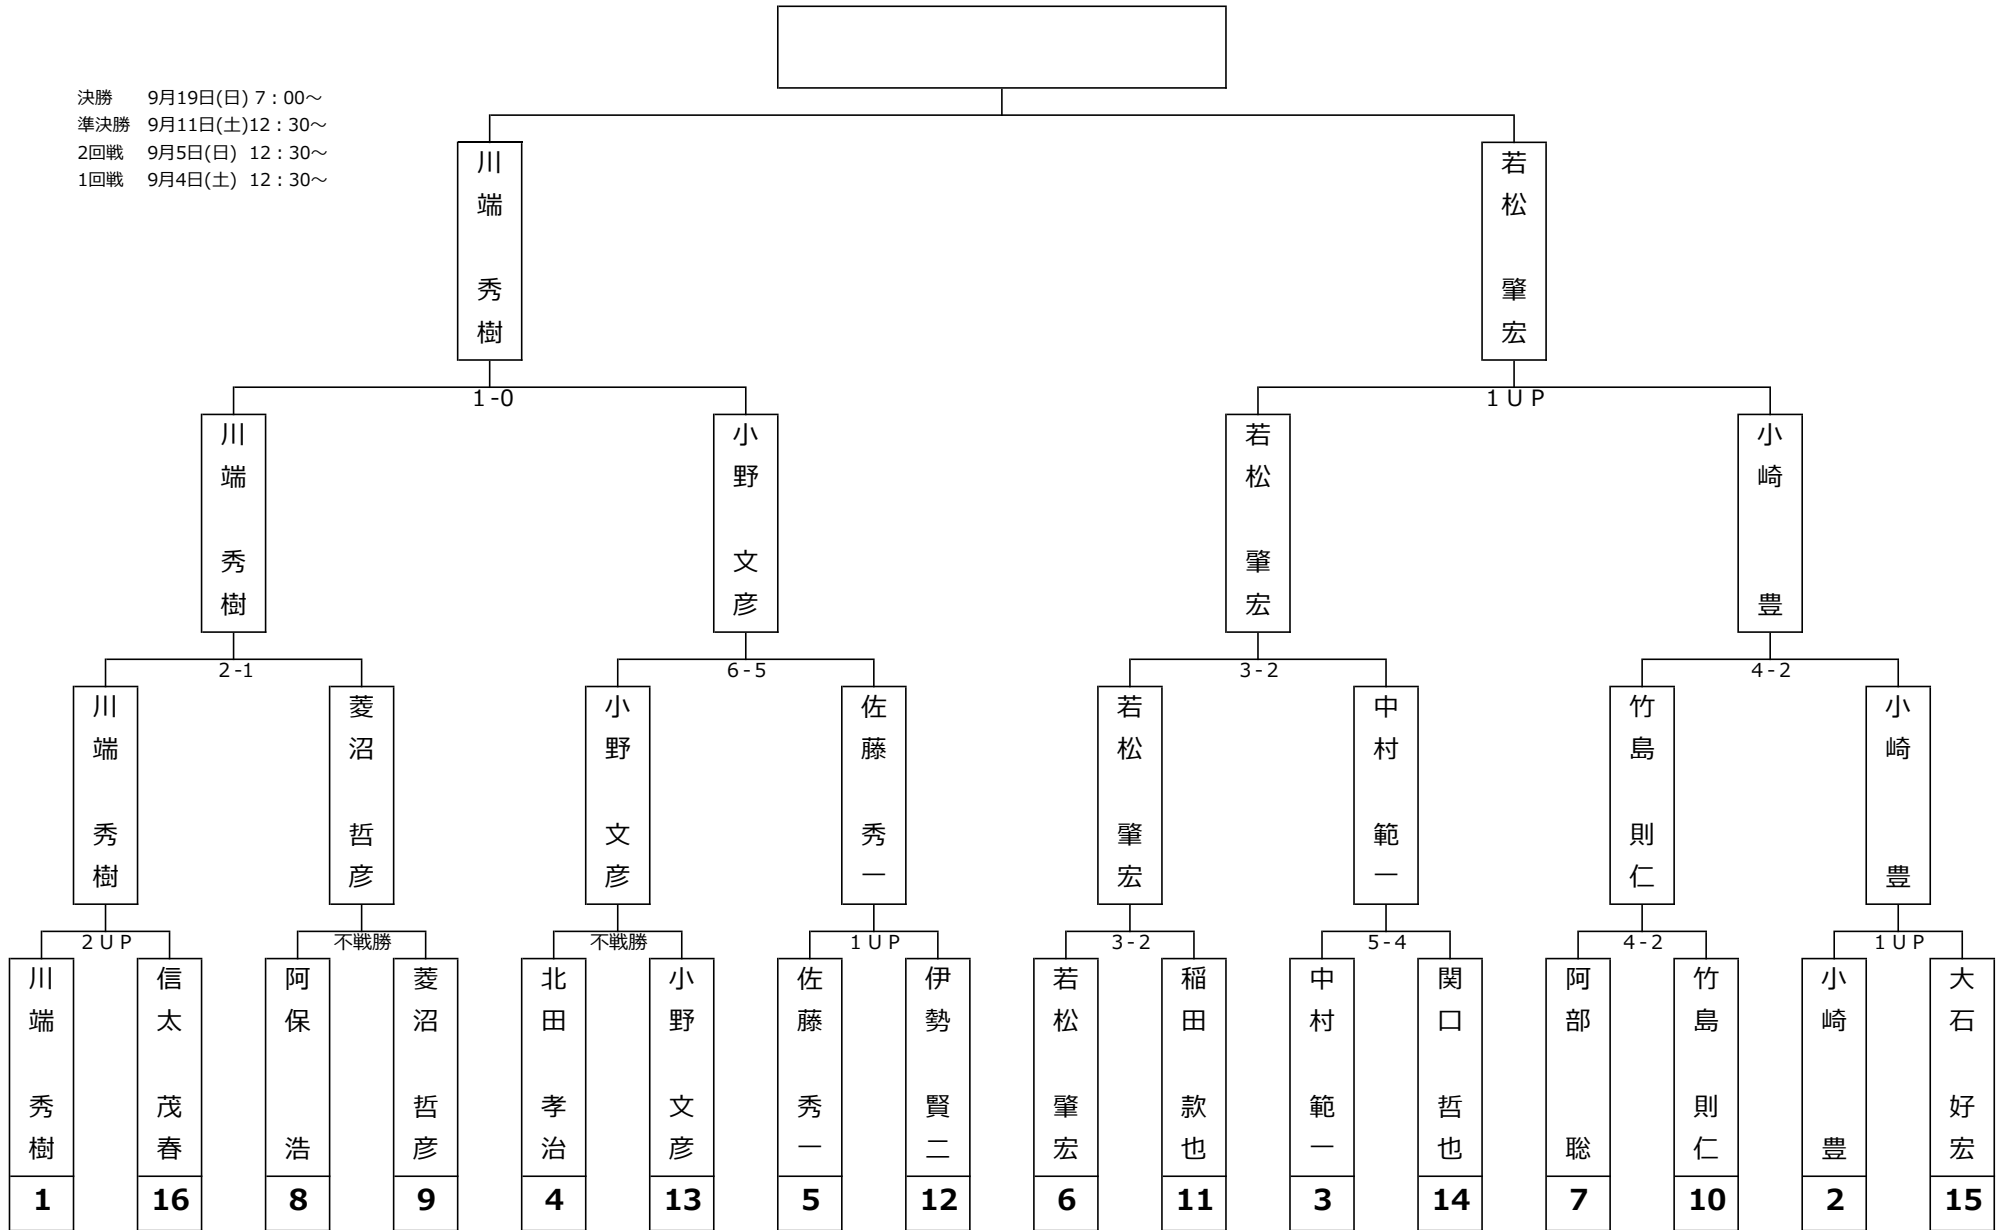 決勝 9月19日(日) 7：00～
準決勝 9月11日(土)12：30～
2回戦 9月5日(日) 12：30～
1回戦 9月4日(土) 12：30～
川端 秀樹
若松 肇宏
1-0
1UP
川端 秀樹
小野 文彦
若松 肇宏
小崎 豊
2-1
6-5
3-2
4-2
川端 秀樹
菱沼 哲彦
小野 文彦
佐藤 秀一
若松 肇宏
中村 範一
竹島 則仁
小崎 豊
2UP
不戦勝
不戦勝
1UP
3-2
5-4
4-2
1UP
川端 秀樹
信太 茂春
阿保 浩
菱沼 哲彦
北田 孝治
小野 文彦
佐藤 秀一
伊勢 賢二
若松 肇宏
稲田 款也
中村 範一
関口 哲也
阿部 聡
竹島 則仁
小崎 豊
大石 好宏
1
16
8
9
4
13
5
12
6
11
3
14
7
10
2
15